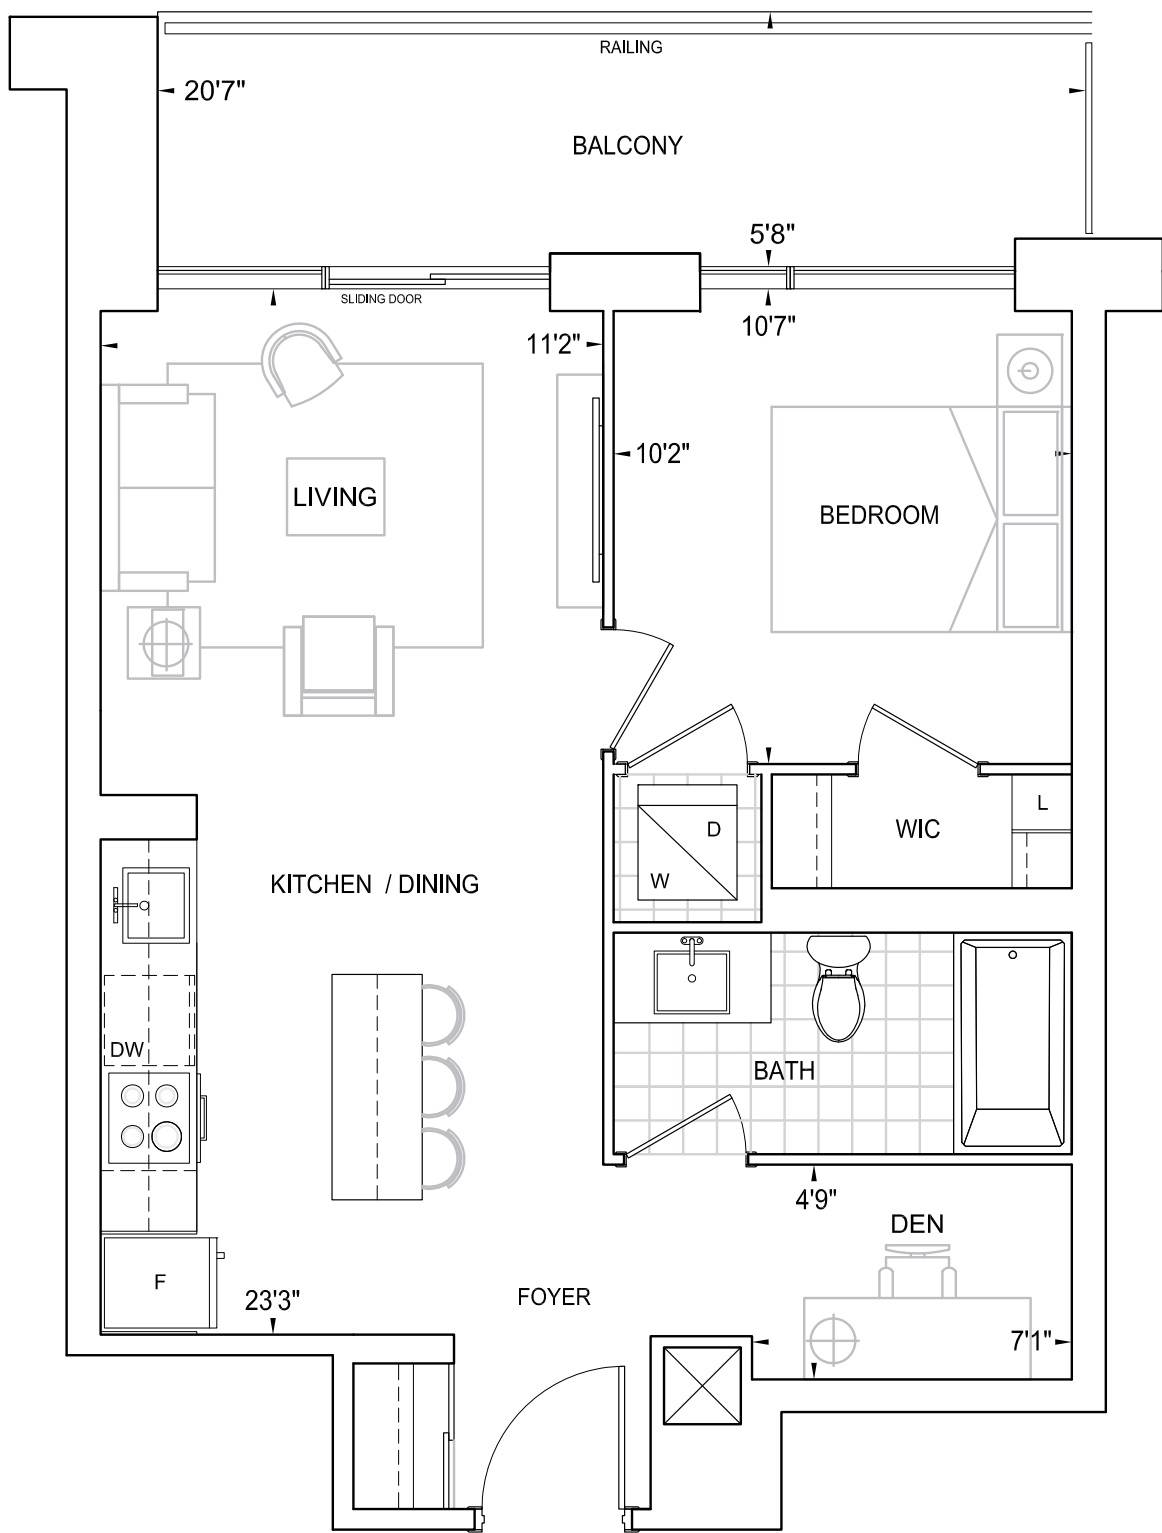 RAILING
20'7"
BALCONY
5'8"
SLIDING DOOR
10'7"
11'2"
10'2"
LIVING
BEDROOM
L
D
WIC
W
KITCHEN / DINING
DW
BATH
4'9"
DEN
F
FOYER
23'3"
7'1"